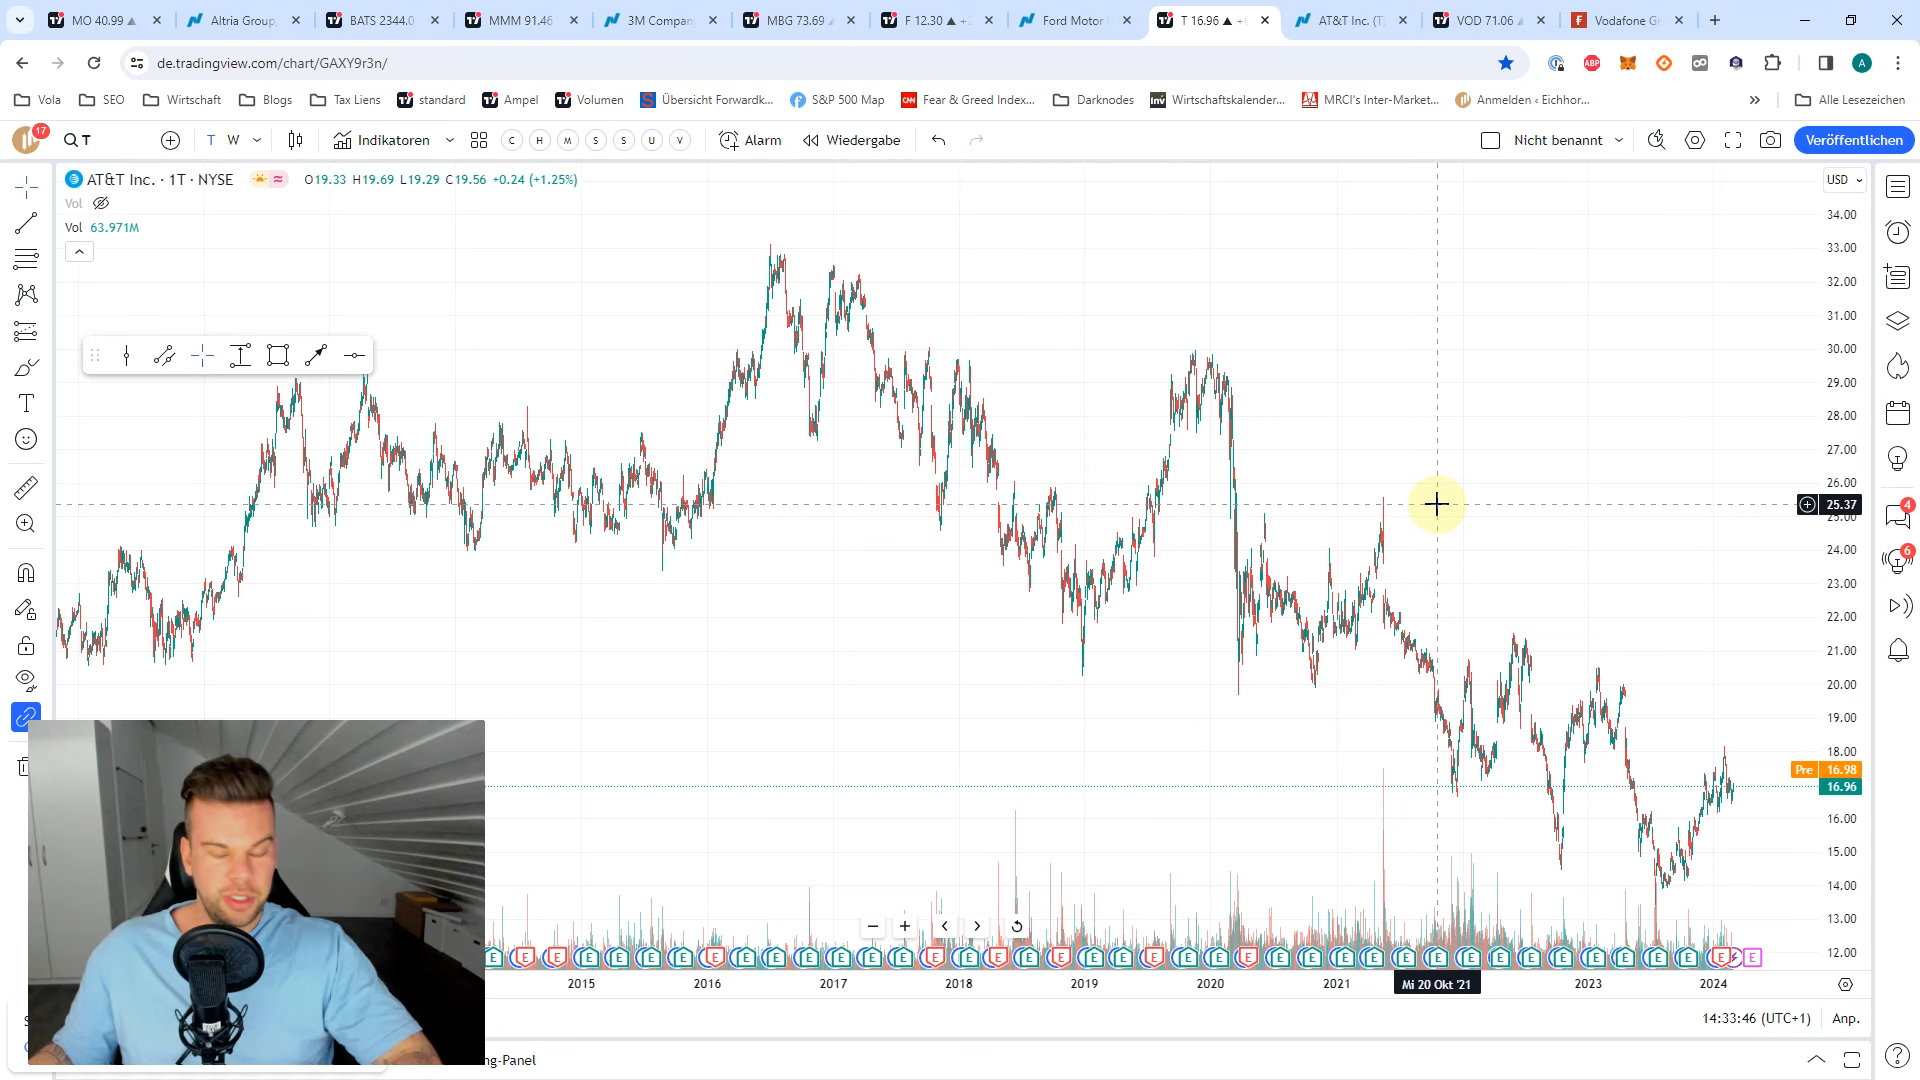 MO 40.99
Altria Group,
BATS 2344.0
MMM 91.46
3M Compan
MBG 73.69
F 12.30 ▲ +2
Ford Motor
T 16.96 ▲ +
AT&T Inc. (T
VOD 71.06
Vodafone Gr
de.tradingview.com/chart/GAXY9r3n/
Vola
SEO
Wirtschaft
Blogs
Tax Liens
standard
Ampel
Volumen
Übersicht Forwardk...
S&P 500 Map
Fear & Greed Index...
Darknodes
Wirtschaftskalender...
MRCI's Inter-Market...
Anmelden ‹ Eichhor...
Alle Lesezeichen
17
T
T W
Indikatoren
C H M S S U V
Alarm
Wiedergabe
Nicht benannt
Veröffentlichen
AT&T Inc. · 1T · NYSE
O19.33 H19.69 L19.29 C19.56 +0.24 (+1.25%)
USD
Vol
Vol 63.971M
34.00
33.00
32.00
31.00
30.00
29.00
28.00
27.00
26.00
25.37
25.00
24.00
23.00
22.00
21.00
20.00
19.00
18.00
Pre 16.98
16.96
16.00
15.00
14.00
13.00
12.00
4
6
2015 2016 2017 2018 2019 2020 2021 Mi 20 Okt '21 2023 2024
14:33:46 (UTC+1) Anp.
ng-Panel